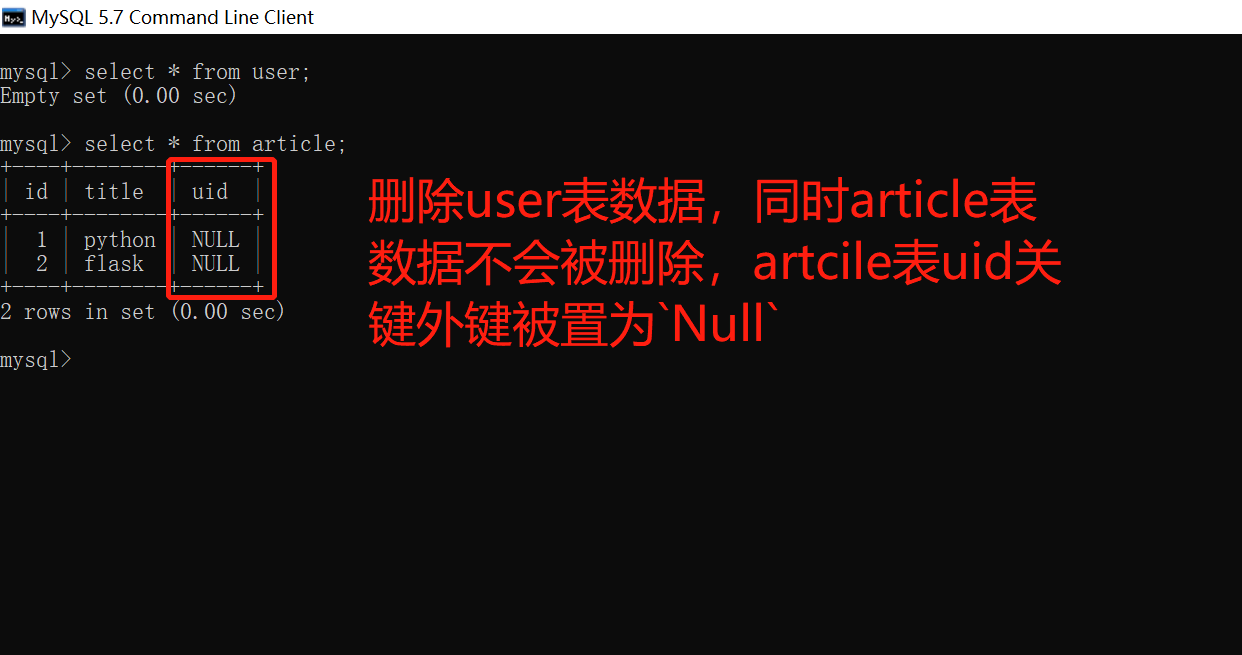 MySQL 5.7 Command Line Client
mysql> select * from user;
Empty set (0.00 sec)
mysql> select * from article;
+----+--------+------+
| id | title  | uid  |
+----+--------+------+
|  1 | python | NULL |
|  2 | flask  | NULL |
+----+--------+------+
2 rows in set (0.00 sec)
mysql>
删除user表数据，同时article表
数据不会被删除，artcile表uid关
键外键被置为`Null`